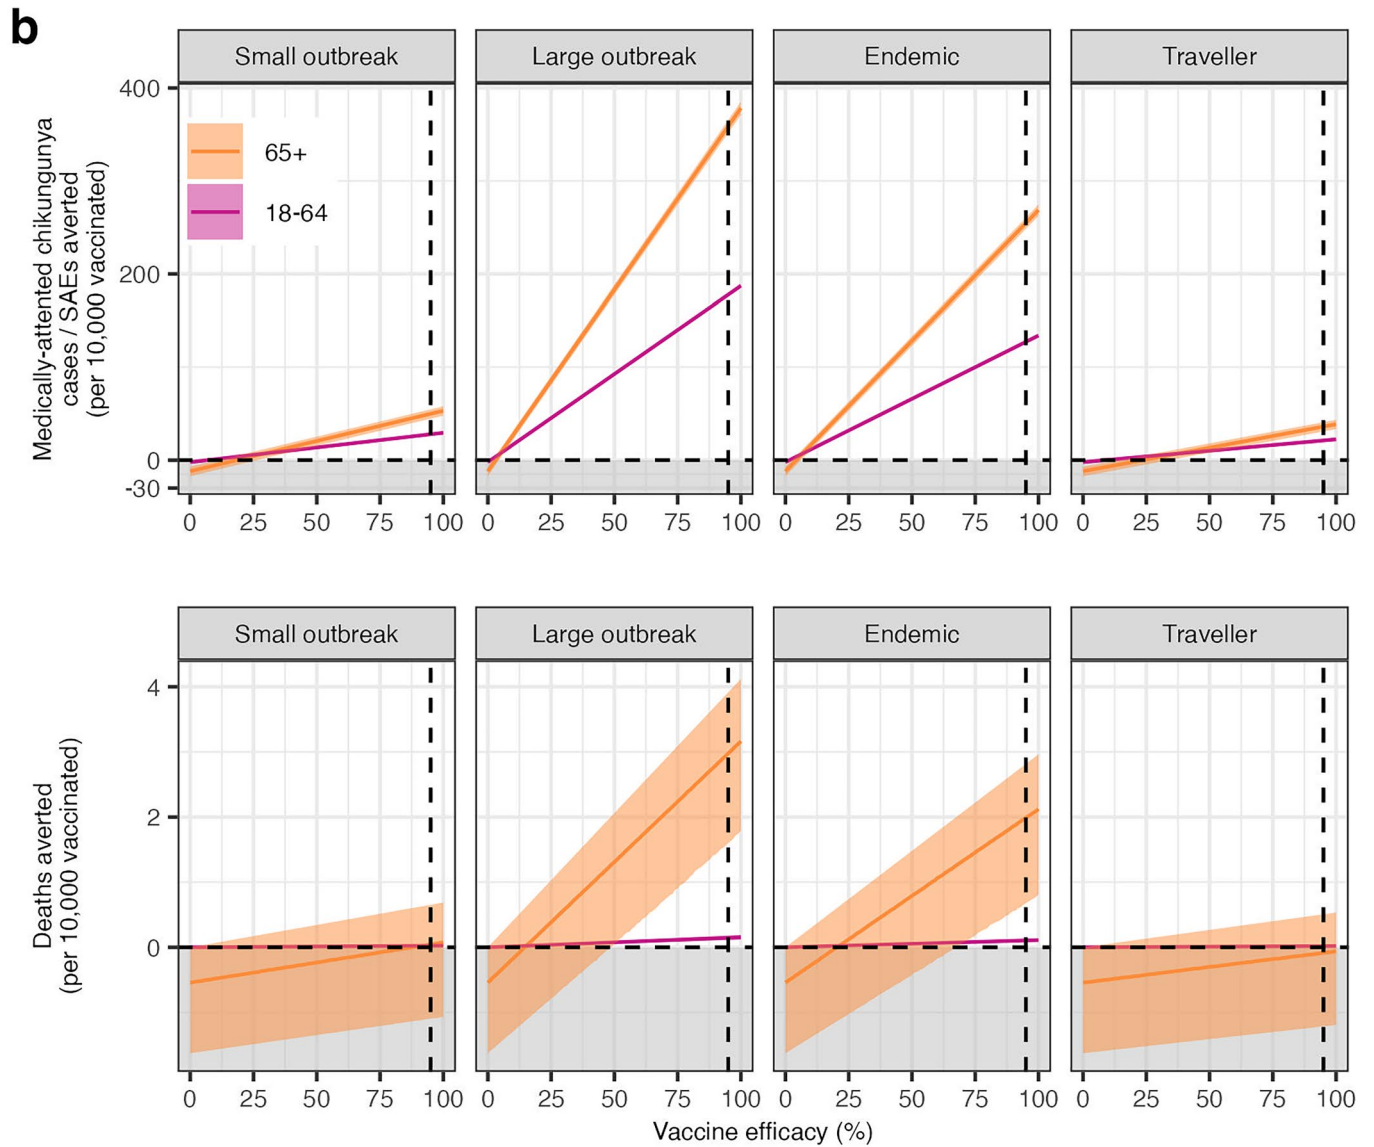 b
Small outbreak
Large outbreak
Endemic
Traveller
Medically-attented chikungunya
cases / SAEs averted
(per 10,000 vaccinated)
400
200
0
-30
65+
18-64
0 25 50 75 100
0 25 50 75 100
0 25 50 75 100
0 25 50 75 100
Small outbreak
Large outbreak
Endemic
Traveller
Deaths averted
(per 10,000 vaccinated)
4
2
0
0 25 50 75 100
0 25 50 75 100
0 25 50 75 100
0 25 50 75 100
Vaccine efficacy (%)